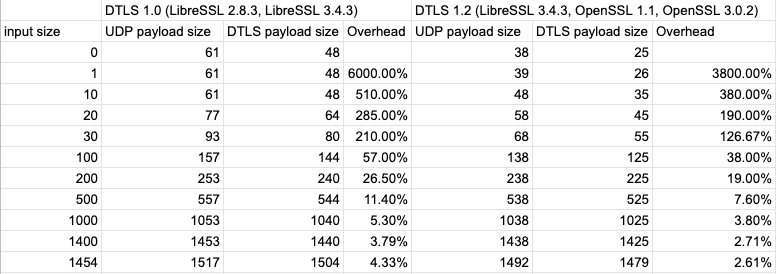 DTLS 1.0 (LibreSSL 2.8.3, LibreSSL 3.4.3) DTLS 1.2 (LibreSSL 3.4.3, OpenSSL 1.1, OpenSSL 3.0.2)
input size UDP payload size DTLS payload size Overhead UDP payload size DTLS payload size Overhead
0 61 48 38 25
1 61 48 6000.00% 39 26 3800.00%
10 61 48 510.00% 48 35 380.00%
20 77 64 285.00% 58 45 190.00%
30 93 80 210.00% 68 55 126.67%
100 157 144 57.00% 138 125 38.00%
200 253 240 26.50% 238 225 19.00%
500 557 544 11.40% 538 525 7.60%
1000 1053 1040 5.30% 1038 1025 3.80%
1400 1453 1440 3.79% 1438 1425 2.71%
1454 1517 1504 4.33% 1492 1479 2.61%